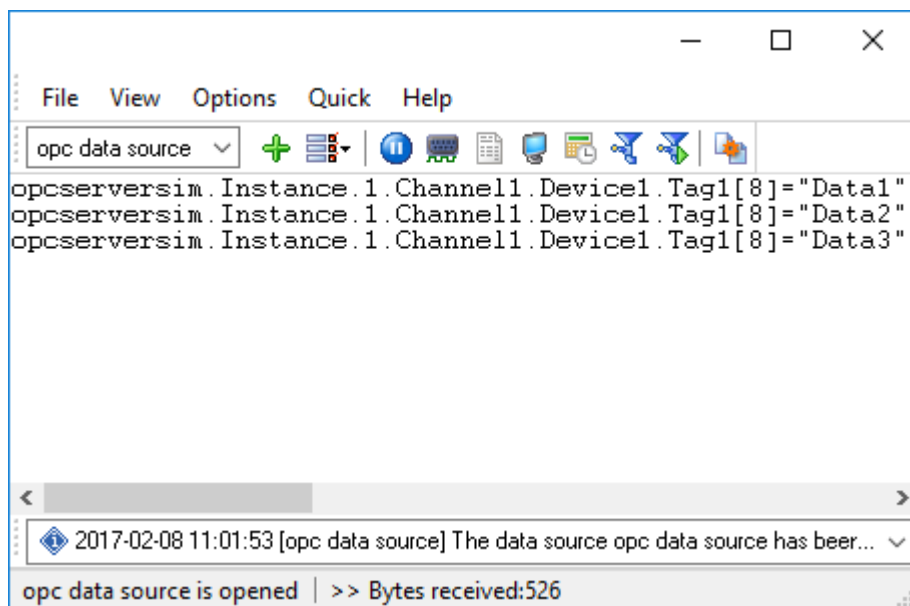 File View Options Quick Help
opc data source
opcserversim.Instance.1.Channel1.Device1.Tag1[8]="Data1"
opcserversim.Instance.1.Channel1.Device1.Tag1[8]="Data2"
opcserversim.Instance.1.Channel1.Device1.Tag1[8]="Data3"
2017-02-08 11:01:53 [opc data source] The data source opc data source has beer...
opc data source is opened >> Bytes received:526